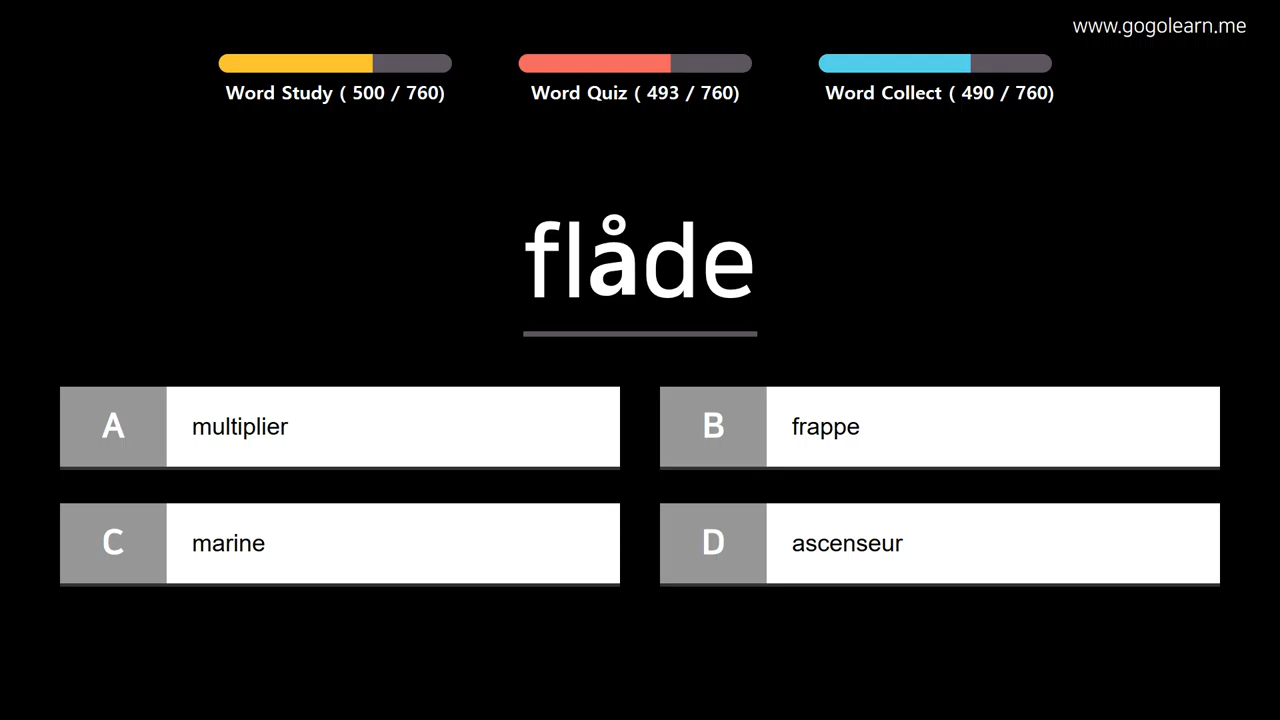 www.gogolearn.me
Word Study ( 500 / 760)
Word Quiz ( 493 / 760)
Word Collect ( 490 / 760)
flåde
A
multiplier
B
frappe
C
marine
D
ascenseur